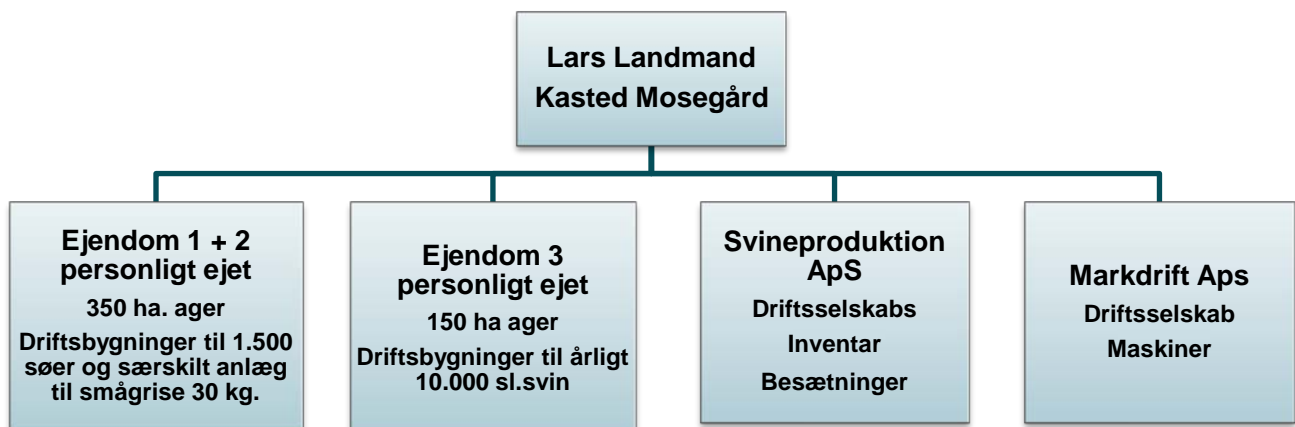 Lars Landmand
Kasted Mosegård
Ejendom 1 + 2
personligt ejet
350 ha. ager
Driftsbygninger til 1.500
søer og særskilt anlæg
til smågrise 30 kg.
Ejendom 3
personligt ejet
150 ha ager
Driftsbygninger til årligt
10.000 sl.svin
Svineproduktion
ApS
Driftsselskabs
Inventar
Besætninger
Markdrift Aps
Driftsselskab
Maskiner